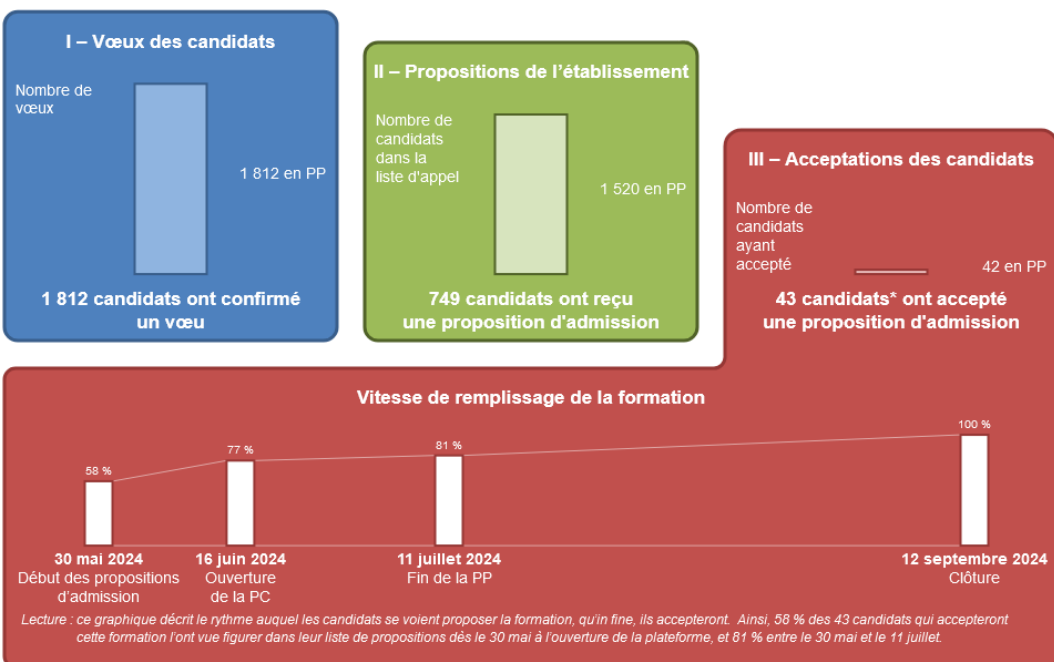 I – Vœux des candidats
Nombre de
vœux
1 812 en PP
1 812 candidats ont confirmé
un vœu
II – Propositions de l'établissement
Nombre de
candidats
dans la
liste d'appel
1 520 en PP
749 candidats ont reçu
une proposition d'admission
III – Acceptations des candidats
Nombre de
candidats
ayant
accepté
42 en PP
43 candidats* ont accepté
une proposition d'admission
Vitesse de remplissage de la formation
58 %
77 %
81 %
100 %
30 mai 2024
Début des propositions
d'admission
16 juin 2024
Ouverture
de la PC
11 juillet 2024
Fin de la PP
12 septembre 2024
Clôture
Lecture : ce graphique décrit le rythme auquel les candidats se voient proposer la formation, qu'in fine, ils accepteront. Ainsi, 58 % des 43 candidats qui accepteront
cette formation l'ont vue figurer dans leur liste de propositions dès le 30 mai à l'ouverture de la plateforme, et 81 % entre le 30 mai et le 11 juillet.